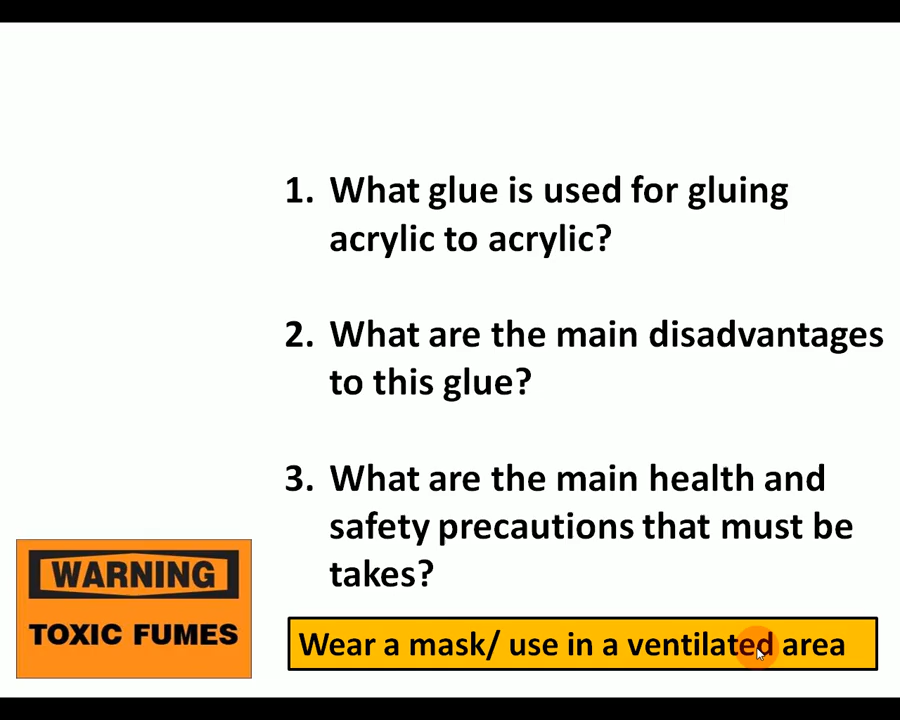 1. What glue is used for gluing
acrylic to acrylic?
2. What are the main disadvantages
to this glue?
3. What are the main health and
safety precautions that must be
takes?
WARNING
TOXIC FUMES
Wear a mask/ use in a ventilated area